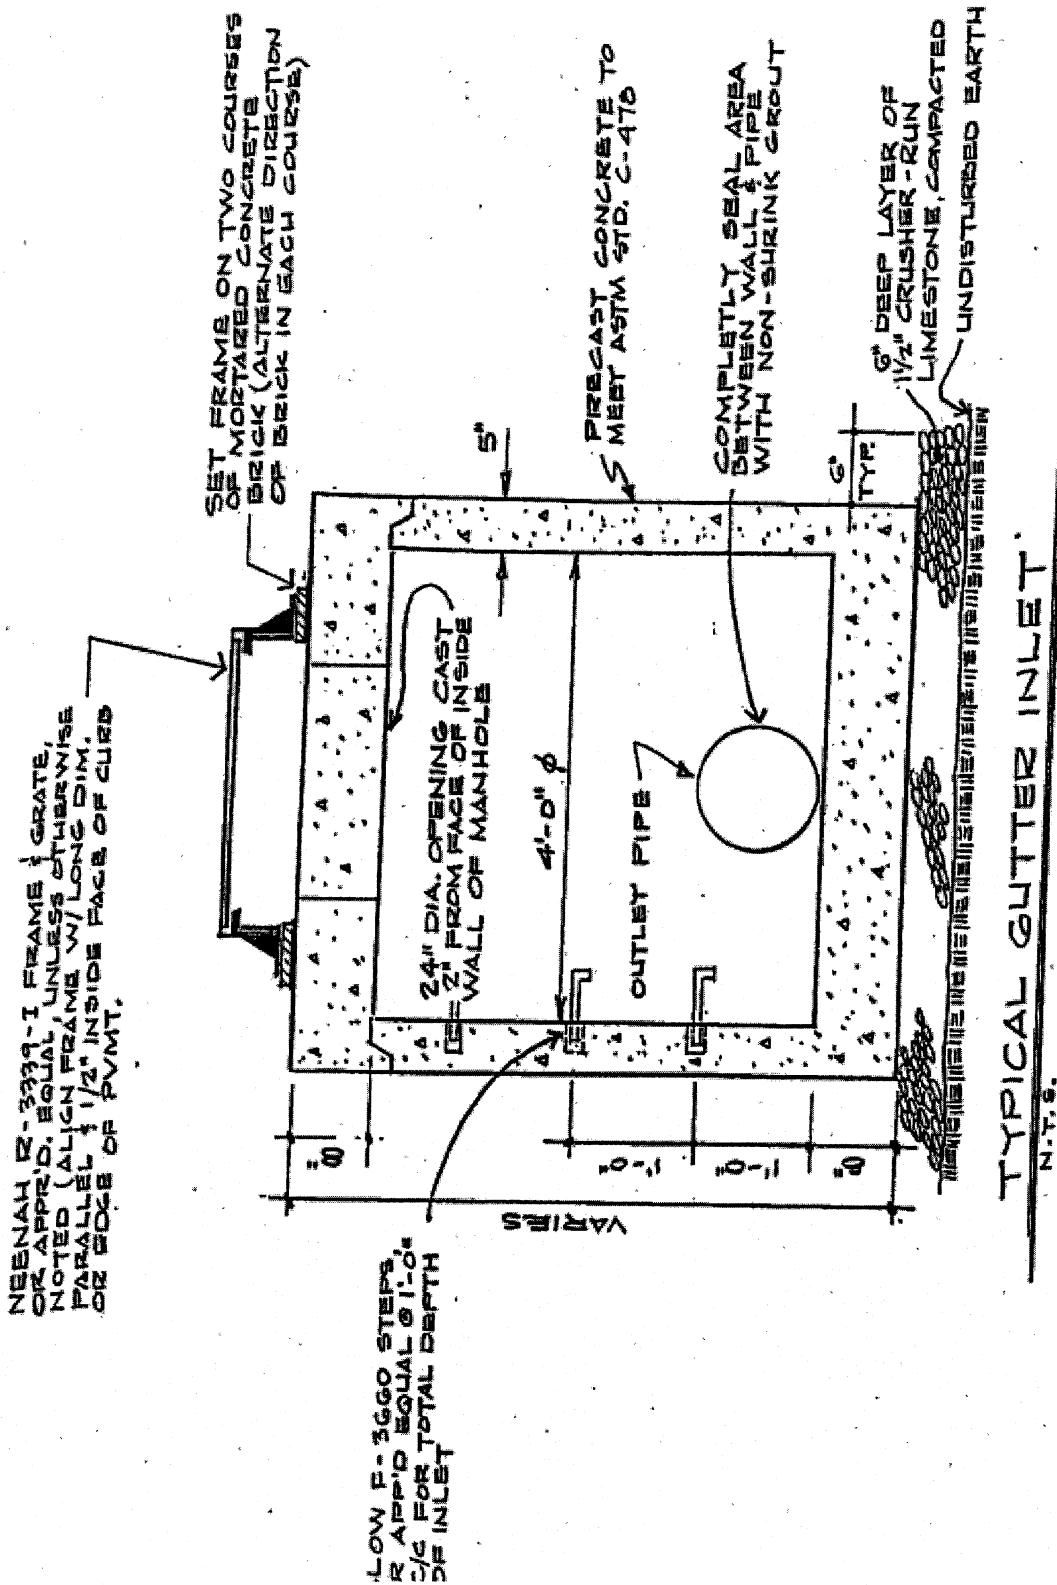 NEENAH R-3339-I FRAME & GRATE,
OR APPR'D. EQUAL, UNLESS OTHERWISE
NOTED (ALIGN FRAME W/ LONG DIM.
PARALLEL & 1/2" INSIDE FACE OF CURB
OR EDGE OF PVMT.
SET FRAME ON TWO COURSES
OF MORTARED CONCRETE
BRICK (ALTERNATE DIRECTION
OF BRICK IN EACH COURSE)
24" DIA. OPENING CAST
2" FROM FACE OF INSIDE
WALL OF MANHOLE
5"
PRECAST CONCRETE TO
MEET ASTM STD. C-478
4'-0" φ
OUTLET PIPE
COMPLETLY SEAL AREA
BETWEEN WALL & PIPE
WITH NON-SHRINK GROUT
6"
TYP.
6" DEEP LAYER OF
1 1/2" CRUSHER-RUN
LIMESTONE, COMPACTED
UNDISTURBED EARTH
8"
1'-0"
1'-0"
8"
VARIES
LOW F-3660 STEPS,
R APP'D EQUAL @ 1'-0"
C/C FOR TOTAL DEPTH
OF INLET
TYPICAL GUTTER INLET
N.T.S.